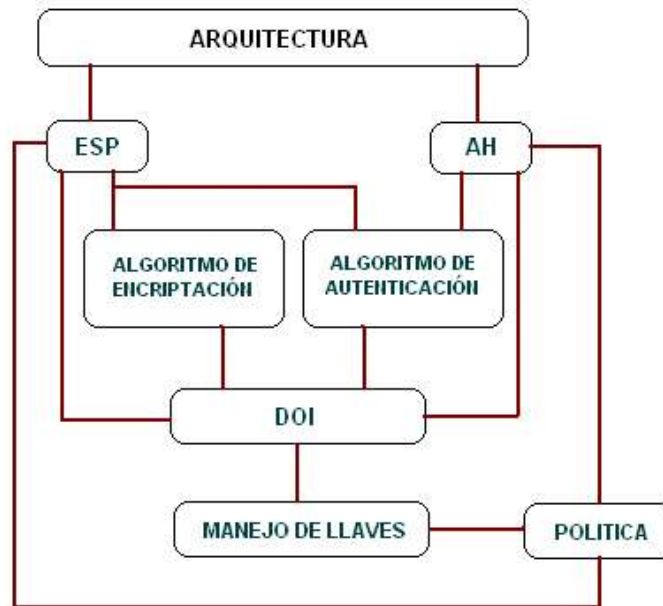 ARQUITECTURA
ESP
AH
ALGORITMO DE
ENCRIPTACIÓN
ALGORITMO DE
AUTENTICACIÓN
DOI
MANEJO DE LLAVES
POLITICA